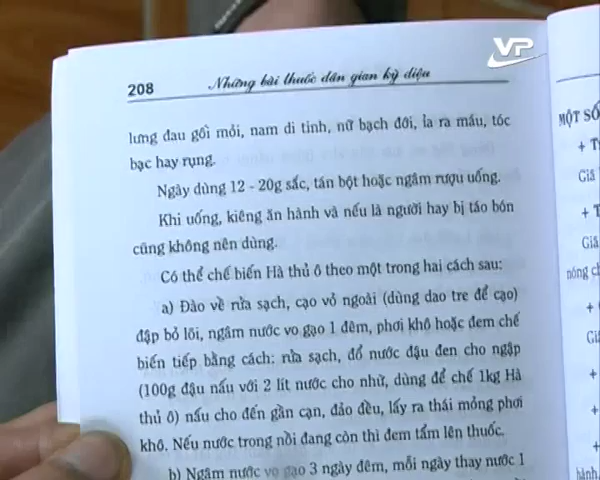 VP
208 Những bài thuốc dân gian kỳ diệu
lưng đau gối mỏi, nam di tinh, nữ bạch đới, ỉa ra máu, tóc
bạc hay rụng.
Ngày dùng 12 - 20g sắc, tán bột hoặc ngâm rượu uống.
Khi uống, kiêng ăn hành và nếu là người hay bị táo bón
cũng không nên dùng.
Có thể chế biến Hà thủ ô theo một trong hai cách sau:
a) Đào về rửa sạch, cạo vỏ ngoài (dùng dao tre để cạo)
đập bỏ lõi, ngâm nước vo gạo 1 đêm, phơi khô hoặc đem chế
biến tiếp bằng cách: rửa sạch, đổ nước đậu đen cho ngập
(100g đậu nấu với 2 lít nước cho nhừ, dùng để chế 1kg Hà
thủ ô) nấu cho đến gần cạn, đảo đều, lấy ra thái mỏng phơi
khô. Nếu nước trong nồi đang còn thì đem tẩm lên thuốc.
b) Ngâm nước vo gạo 3 ngày đêm, mỗi ngày thay nước 1
MỘT SỐ
+
Giã
+
Giã
nóng
+
+
+
+
hành